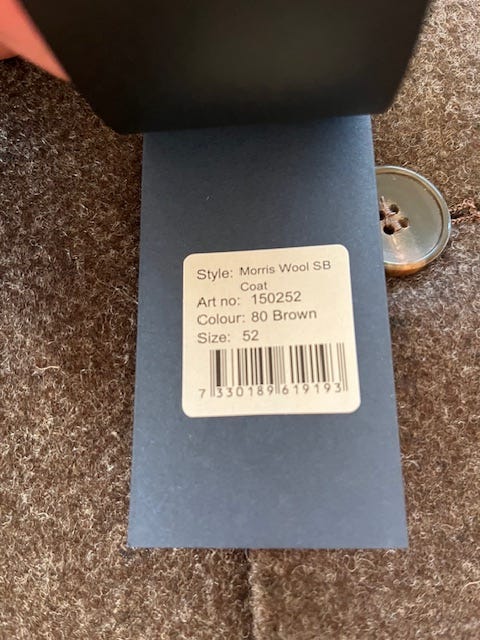 Style: Morris Wool SB
Coat
Art no: 150252
Colour: 80 Brown
Size: 52
7 330189 619193